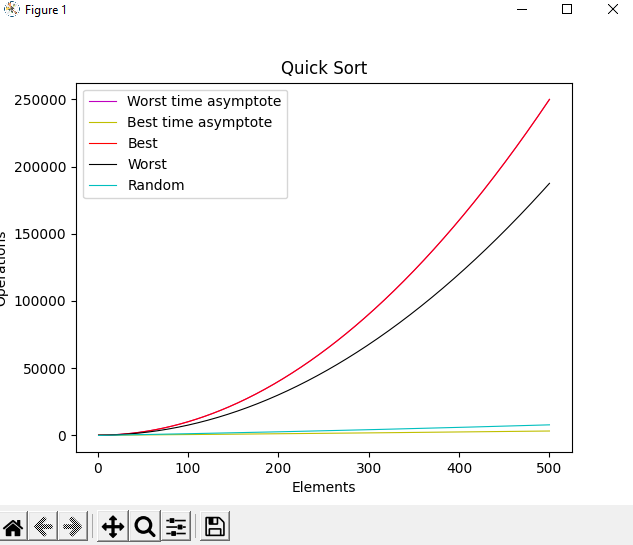 Figure 1
Quick Sort
Worst time asymptote
Best time asymptote
Best
Worst
Random
250000
200000
150000
100000
50000
0
Operations
0 100 200 300 400 500
Elements